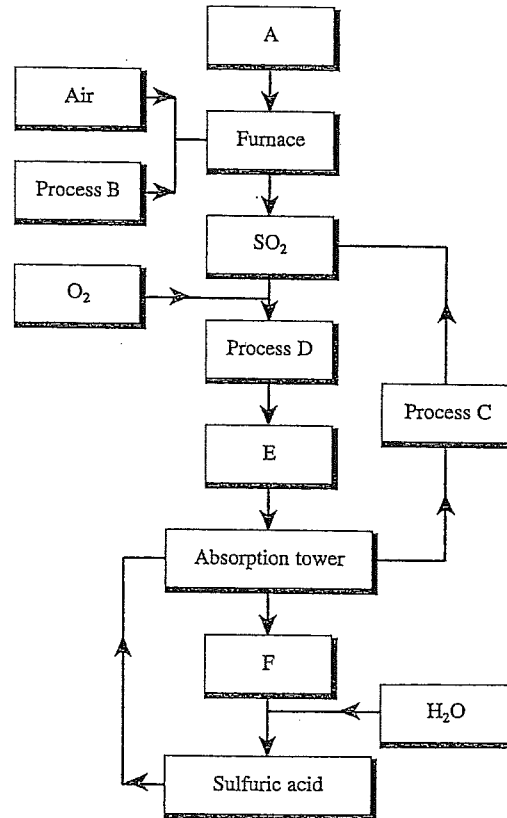 A
Air
Furnace
Process B
SO₂
O₂
Process D
Process C
E
Absorption tower
F
H₂O
Sulfuric acid